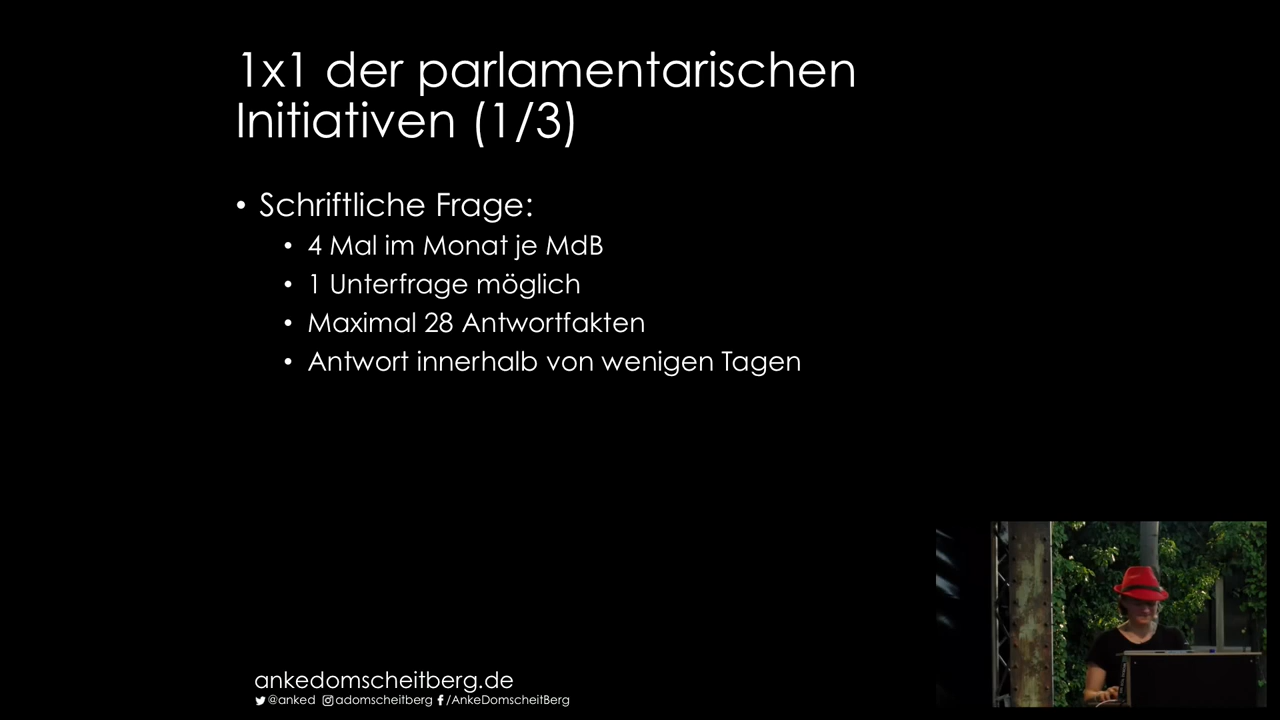 1x1 der parlamentarischen
Initiativen (1/3)
• Schriftliche Frage:
• 4 Mal im Monat je MdB
• 1 Unterfrage möglich
• Maximal 28 Antwortfakten
• Antwort innerhalb von wenigen Tagen
ankedomscheitberg.de
@anked adomscheitberg /AnkeDomscheitBerg